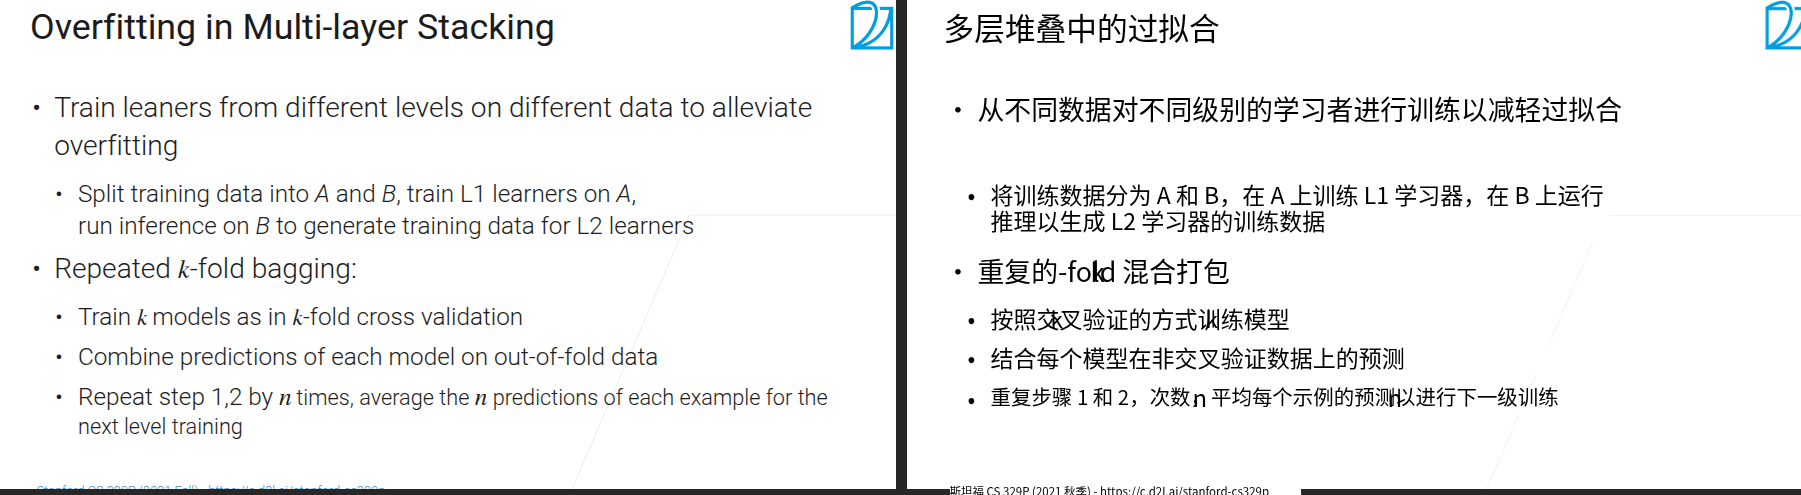 Overfitting in Multi-layer Stacking
• Train leaners from different levels on different data to alleviate
overfitting
• Split training data into A and B, train L1 learners on A,
run inference on B to generate training data for L2 learners
• Repeated k-fold bagging:
• Train k models as in k-fold cross validation
• Combine predictions of each model on out-of-fold data
• Repeat step 1,2 by n times, average the n predictions of each example for the
next level training
Stanford CS 329P (2021 Fall) - https://c.d2l.ai/stanford-cs329p
多层堆叠中的过拟合
• 从不同数据对不同级别的学习者进行训练以减轻过拟合
• 将训练数据分为 A 和 B，在 A 上训练 L1 学习器，在 B 上运行
推理以生成 L2 学习器的训练数据
• 重复的-fold 混合打包
• 按照交叉验证的方式训练模型
• 结合每个模型在非交叉验证数据上的预测
• 重复步骤 1 和 2，次数，n 平均每个示例的预测以进行下一级训练
斯坦福 CS 329P (2021 秋季) - https://c.d2l.ai/stanford-cs329p